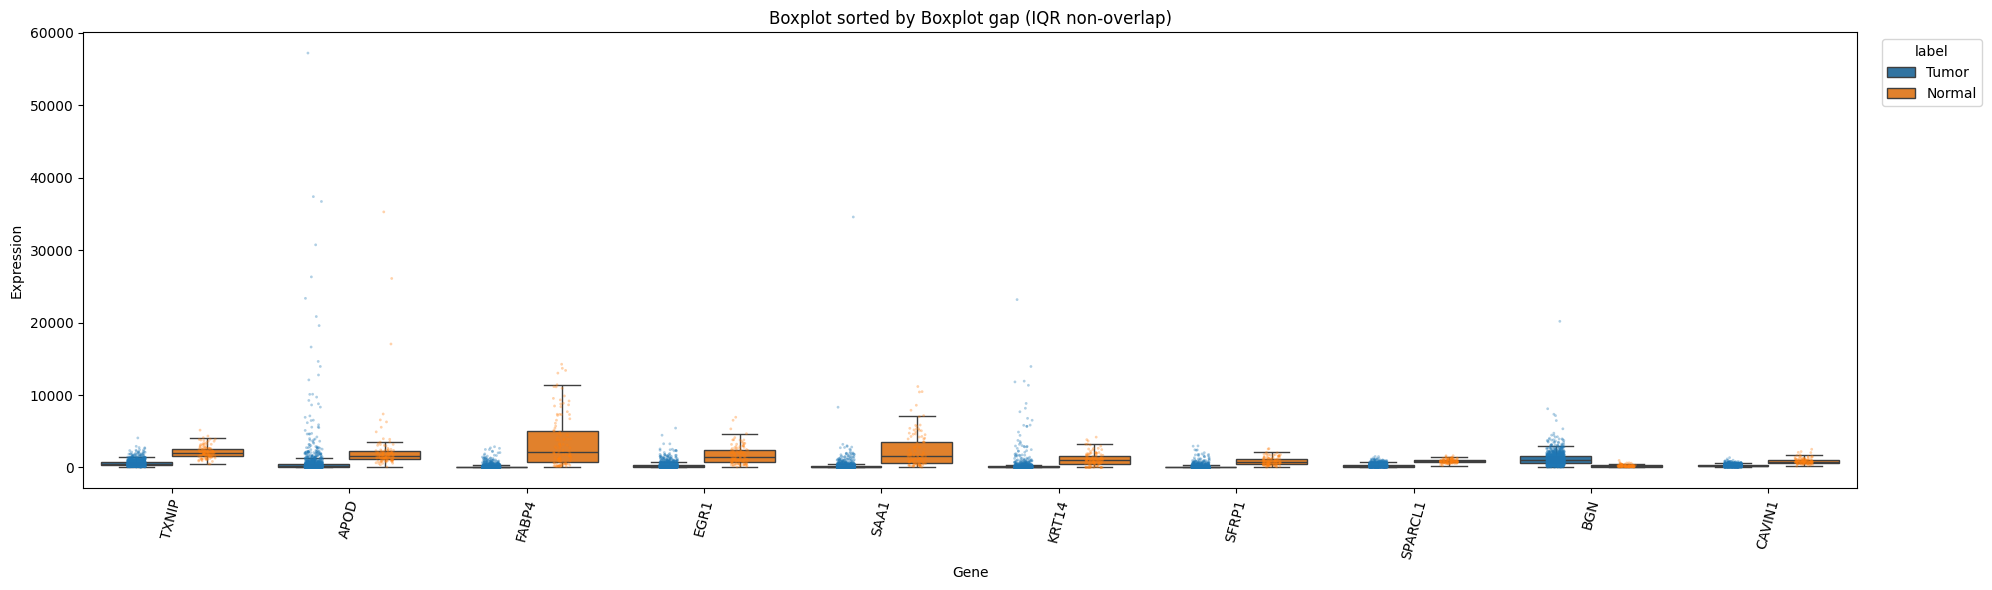 Boxplot sorted by Boxplot gap (IQR non-overlap)
label
Tumor
Normal
Expression
60000
50000
40000
30000
20000
10000
0
TXNIP
APOD
FABP4
EGR1
SAA1
KRT14
SFRP1
SPARCL1
BGN
CAVIN1
Gene